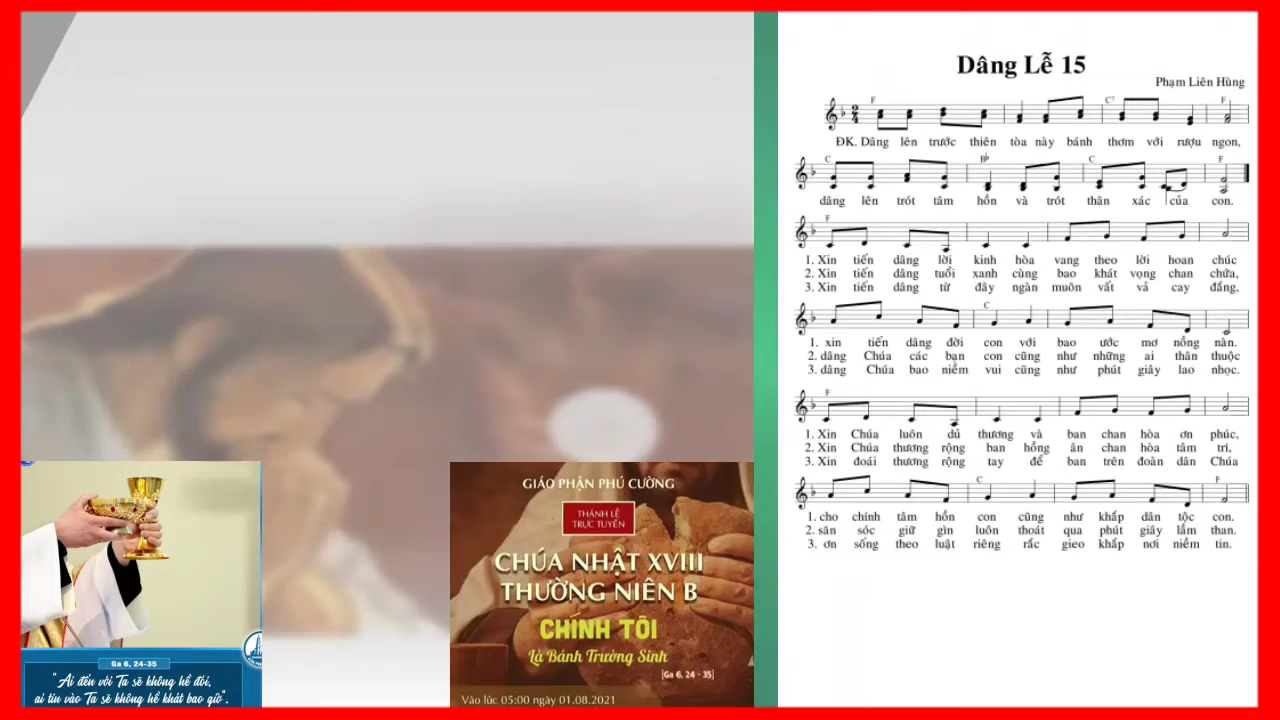 Dâng Lễ 15
Phạm Liên Hùng
F C7 F
ĐK. Dâng lên trước thiên tòa này bánh thơm với rượu ngon,
C Bb C F
dâng lên trót tâm hồn và trót thân xác của con.
F
1. Xin tiến dâng lời kinh hòa vang theo lời hoan chúc
2. Xin tiến dâng tuổi xanh cùng bao khát vọng chan chứa,
3. Xin tiến dâng từ đây ngàn muôn vất vả cay đắng,
C
1. xin tiến dâng đời con với bao ước mơ nồng nàn.
2. dâng Chúa các bạn con cũng như những ai thân thuộc
3. dâng Chúa bao niềm vui cũng như phút giây lao nhọc.
F
1. Xin Chúa luôn dủ thương và ban chan hòa ơn phúc,
2. Xin Chúa thương rộng ban hồng ân chan hòa tâm trí,
3. Xin đoái thương rộng tay để ban trên đoàn dân Chúa
C F
1. cho chính tâm hồn con cũng như khắp dân tộc con.
2. săn sóc giữ gìn luôn thoát qua phút giây lầm than.
3. ơn sống theo luật riêng rắc gieo khắp nơi niềm tin.
Ga 6, 24-35
"Ai đến với Ta sẽ không hề đói,
ai tin vào Ta sẽ không hề khát bao giờ".
GIÁO PHẬN PHÚ CƯỜNG
THÁNH LỄ
TRỰC TUYẾN
CHÚA NHẬT XVIII
THƯỜNG NIÊN B
CHÍNH TÔI
Là Bánh Trường Sinh
[Ga 6, 24 - 35]
Vào lúc 05:00 ngày 01.08.2021